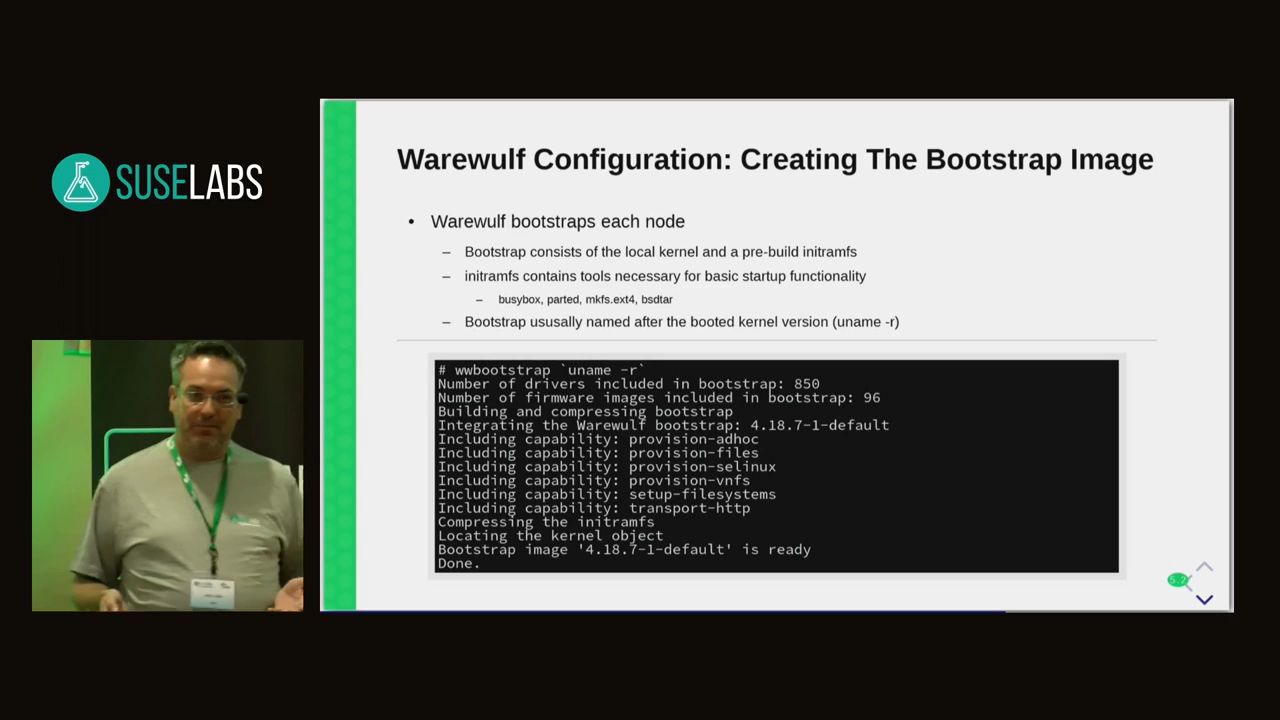 SUSELABS
Warewulf Configuration: Creating The Bootstrap Image
• Warewulf bootstraps each node
– Bootstrap consists of the local kernel and a pre-build initramfs
– initramfs contains tools necessary for basic startup functionality
– busybox, parted, mkfs.ext4, bsdtar
– Bootstrap ususally named after the booted kernel version (uname -r)
# wwbootstrap `uname -r`
Number of drivers included in bootstrap: 850
Number of firmware images included in bootstrap: 96
Building and compressing bootstrap
Integrating the Warewulf bootstrap: 4.18.7-1-default
Including capability: provision-adhoc
Including capability: provision-files
Including capability: provision-selinux
Including capability: provision-vnfs
Including capability: setup-filesystems
Including capability: transport-http
Compressing the initramfs
Locating the kernel object
Bootstrap image '4.18.7-1-default' is ready
Done.
5.2